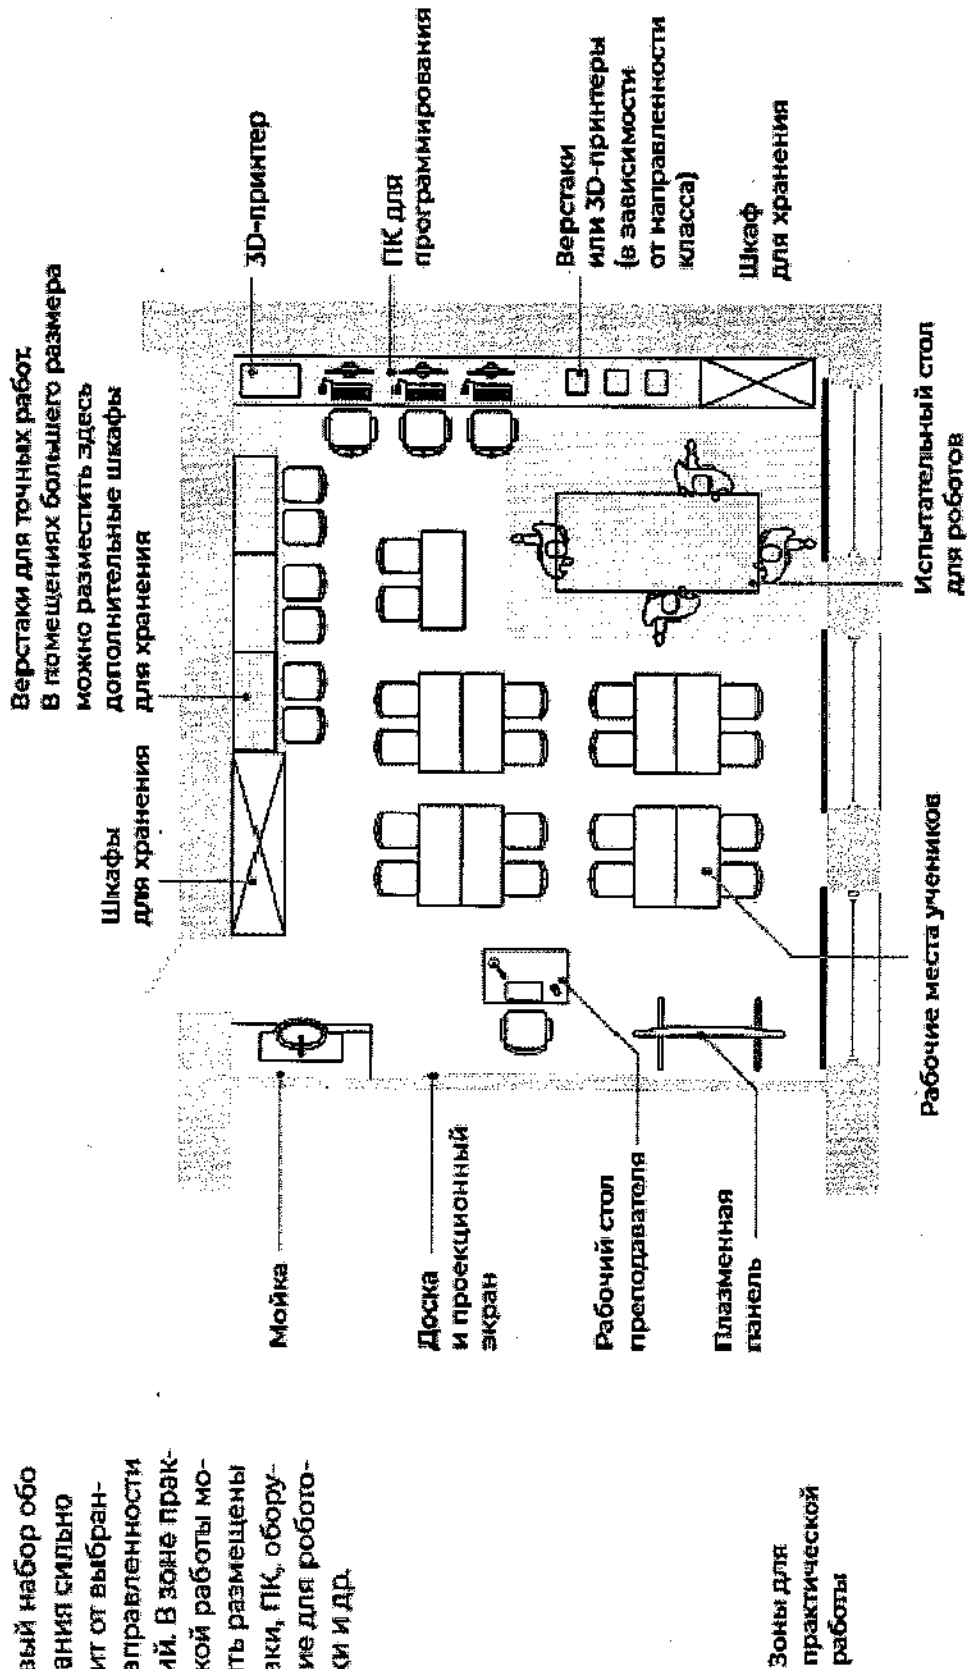 вый набор обо
ания сильно
ит от выбран-
аправленности
ий. В зоне прак-
кой работы мо-
ть размещены
аки, ПК, обору-
ие для робото-
ки и др.
Зоны для
практической
работы
Верстаки для точных работ.
В помещениях большего размера
можно разместить здесь
дополнительные шкафы
для хранения
Шкафы
для хранения
Мойка
Доска
и проекционный
экран
Рабочий стол
преподавателя
Плазменная
панель
3D-принтер
ПК для
программирования
Верстаки
или 3D-принтеры
(в зависимости
от направленности
класса)
Шкаф
для хранения
Рабочие места учеников
Испытательный стол
для роботов